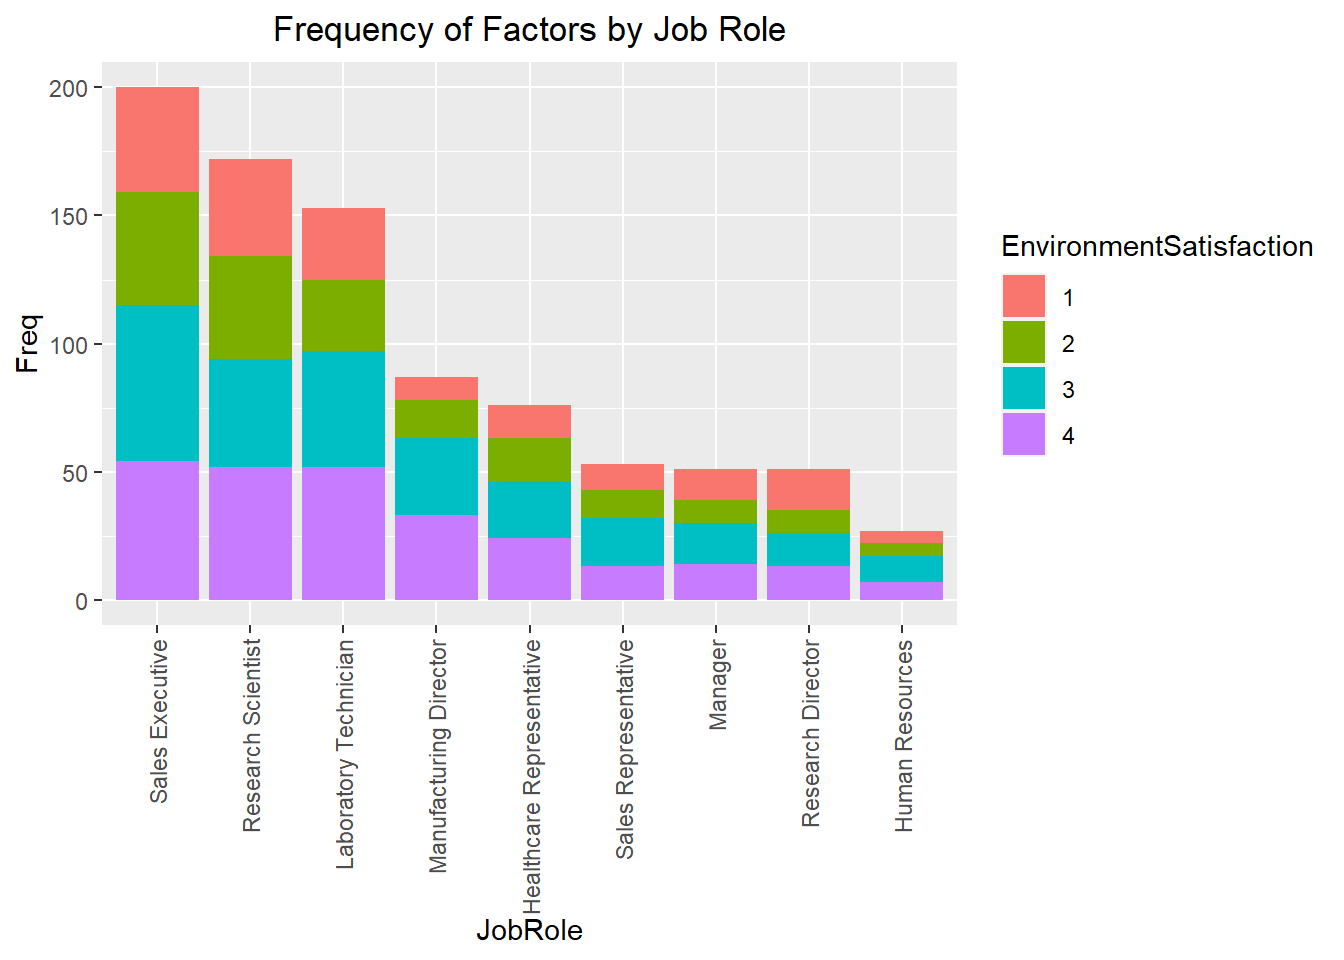 Frequency of Factors by Job Role
200
150
100
50
0
Freq
Sales Executive
Research Scientist
Laboratory Technician
Manufacturing Director
Healthcare Representative
Sales Representative
Manager
Research Director
Human Resources
JobRole
EnvironmentSatisfaction
1
2
3
4